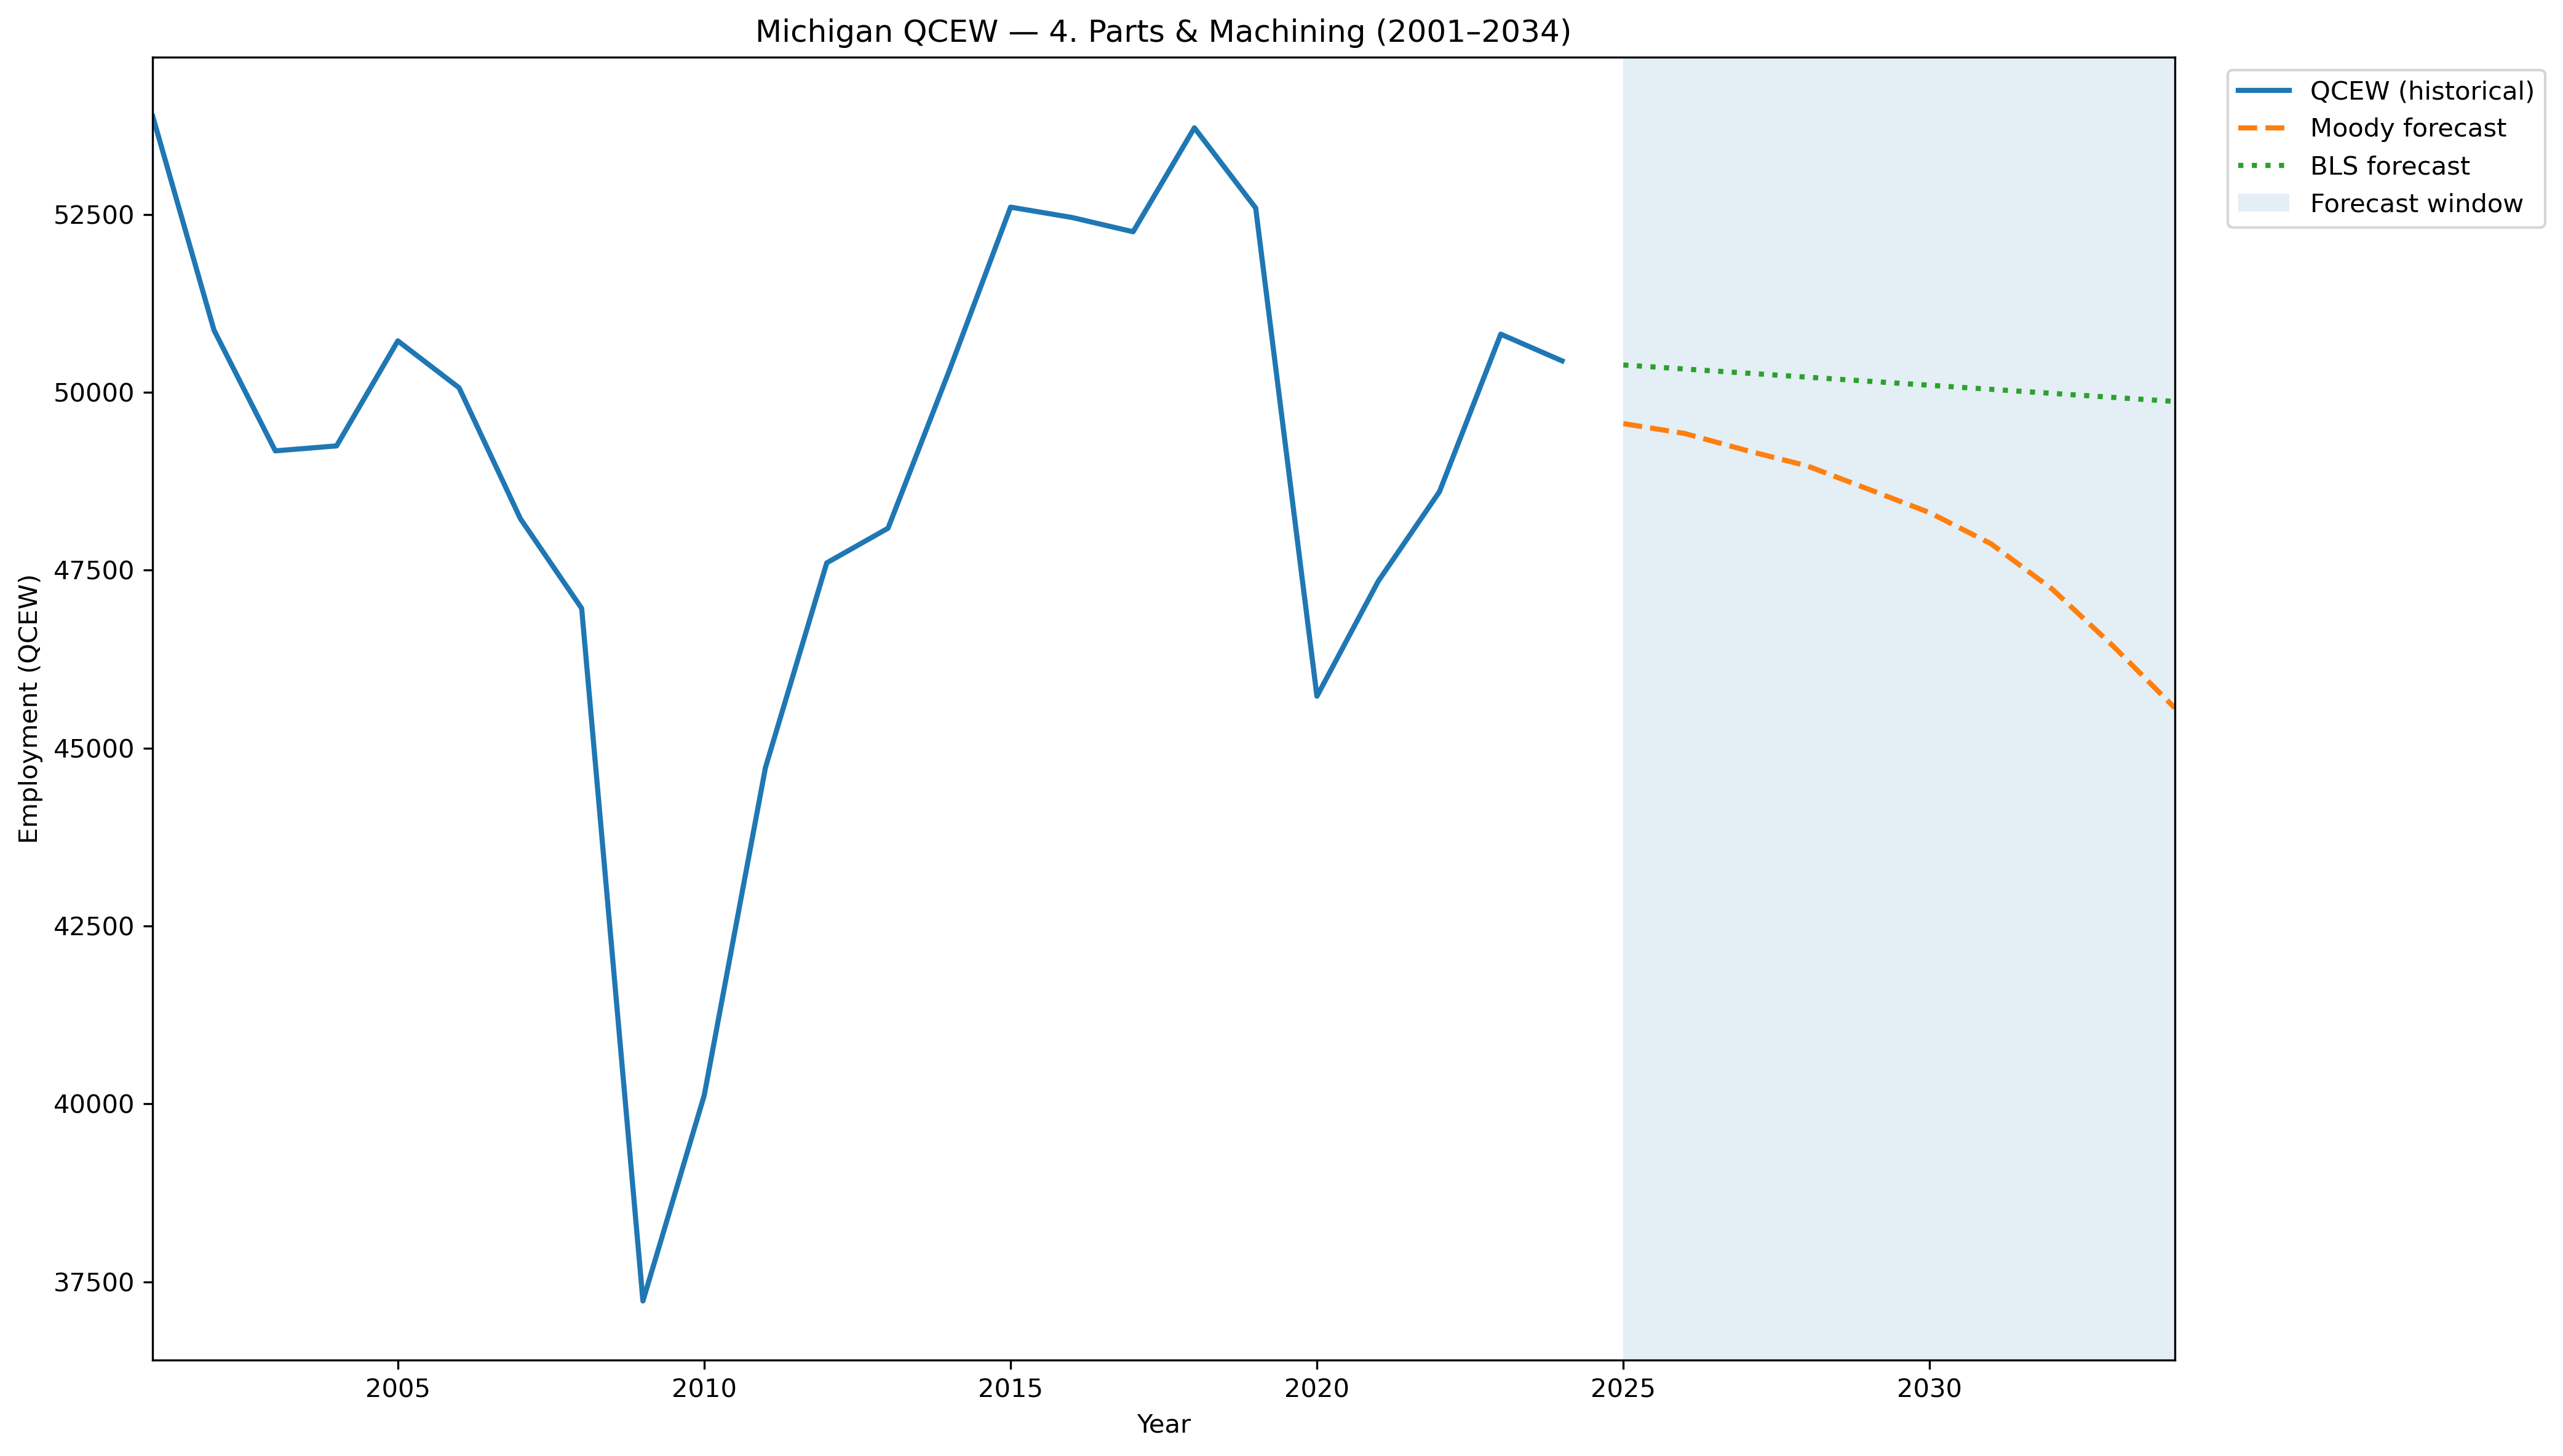 Michigan QCEW — 4. Parts & Machining (2001–2034)
QCEW (historical)
Moody forecast
BLS forecast
Forecast window
Employment (QCEW)
52500
50000
47500
45000
42500
40000
37500
2005 2010 2015 2020 2025 2030
Year